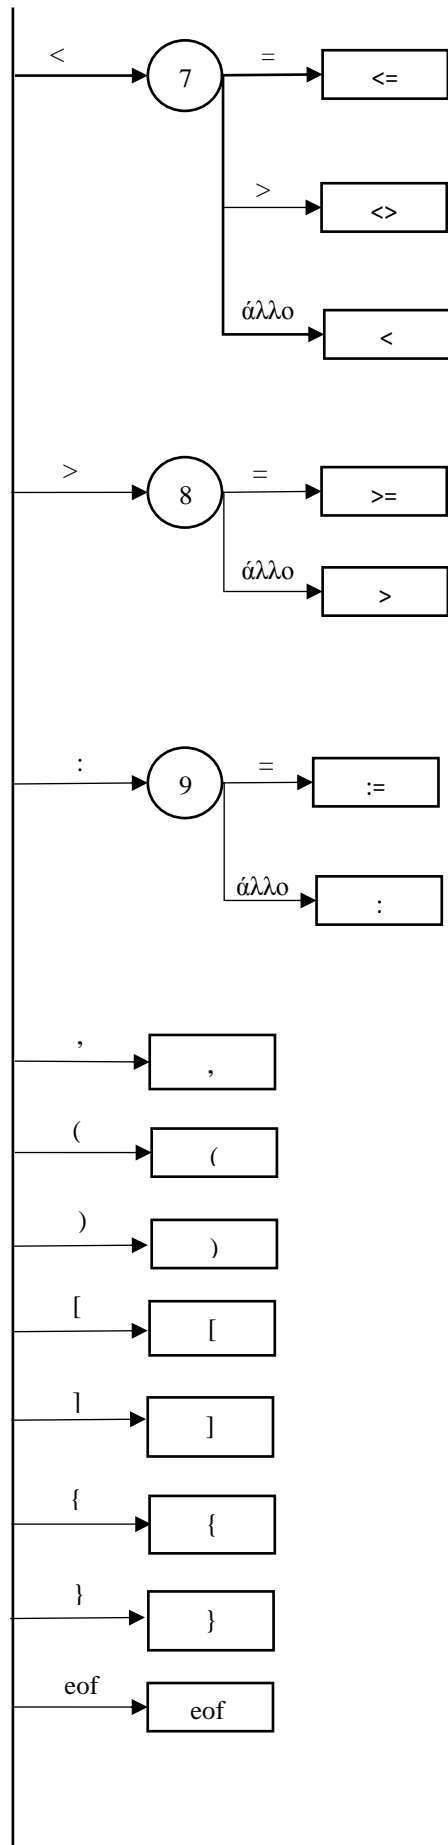 < 7 = <=
> <>
άλλο <
> 8 = >=
άλλο >
: 9 = :=
άλλο :
, ,
( (
) )
[ [
] ]
{ {
} }
eof eof